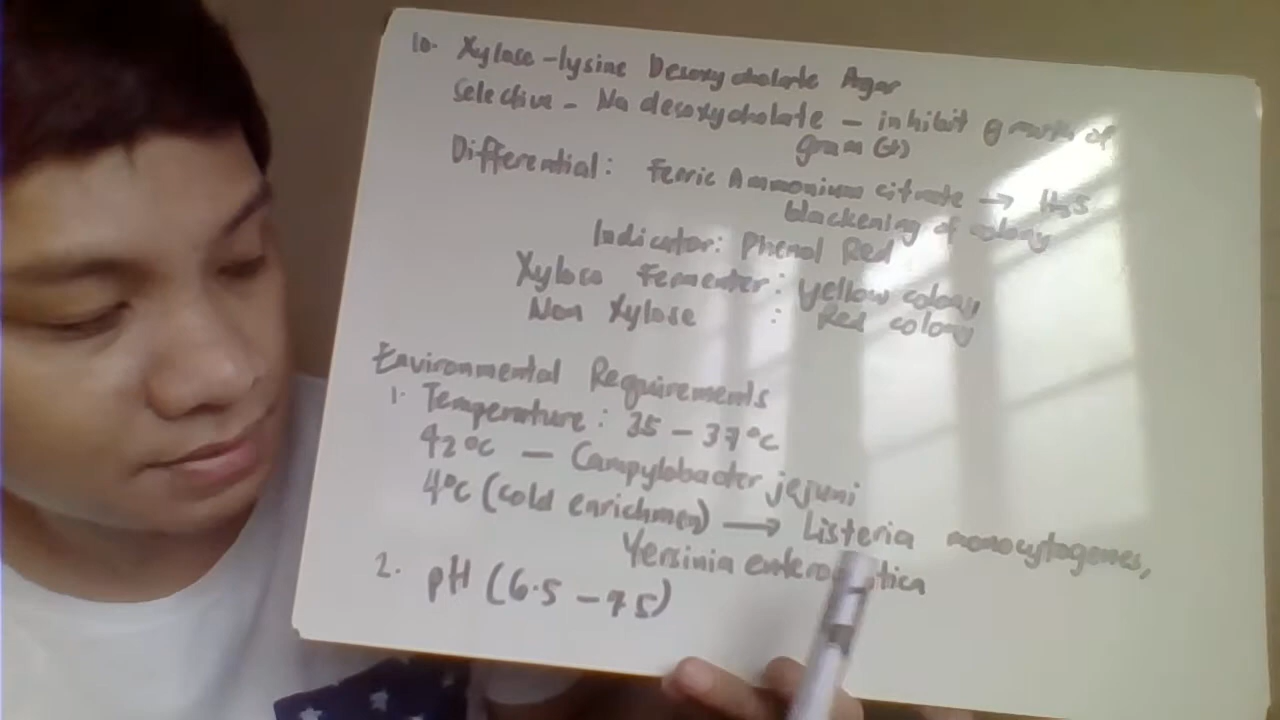 10. Xylose-lysine Desoxycholate Agar
Selective - Na desoxycholate - inhibit growth of
gram (+)
Differential: Ferric Ammonium citrate → H2S
blackening of colony
Indicator: Phenol Red
Xylose Fermenter: yellow colony
Non Xylose : Red colony
Environmental Requirements
1. Temperature: 35 - 37°C
42°C - Campylobacter jejuni
4°C (cold enrichmen) → Listeria monocytogenes,
Yersinia
2. pH (6.5 - 7.5)